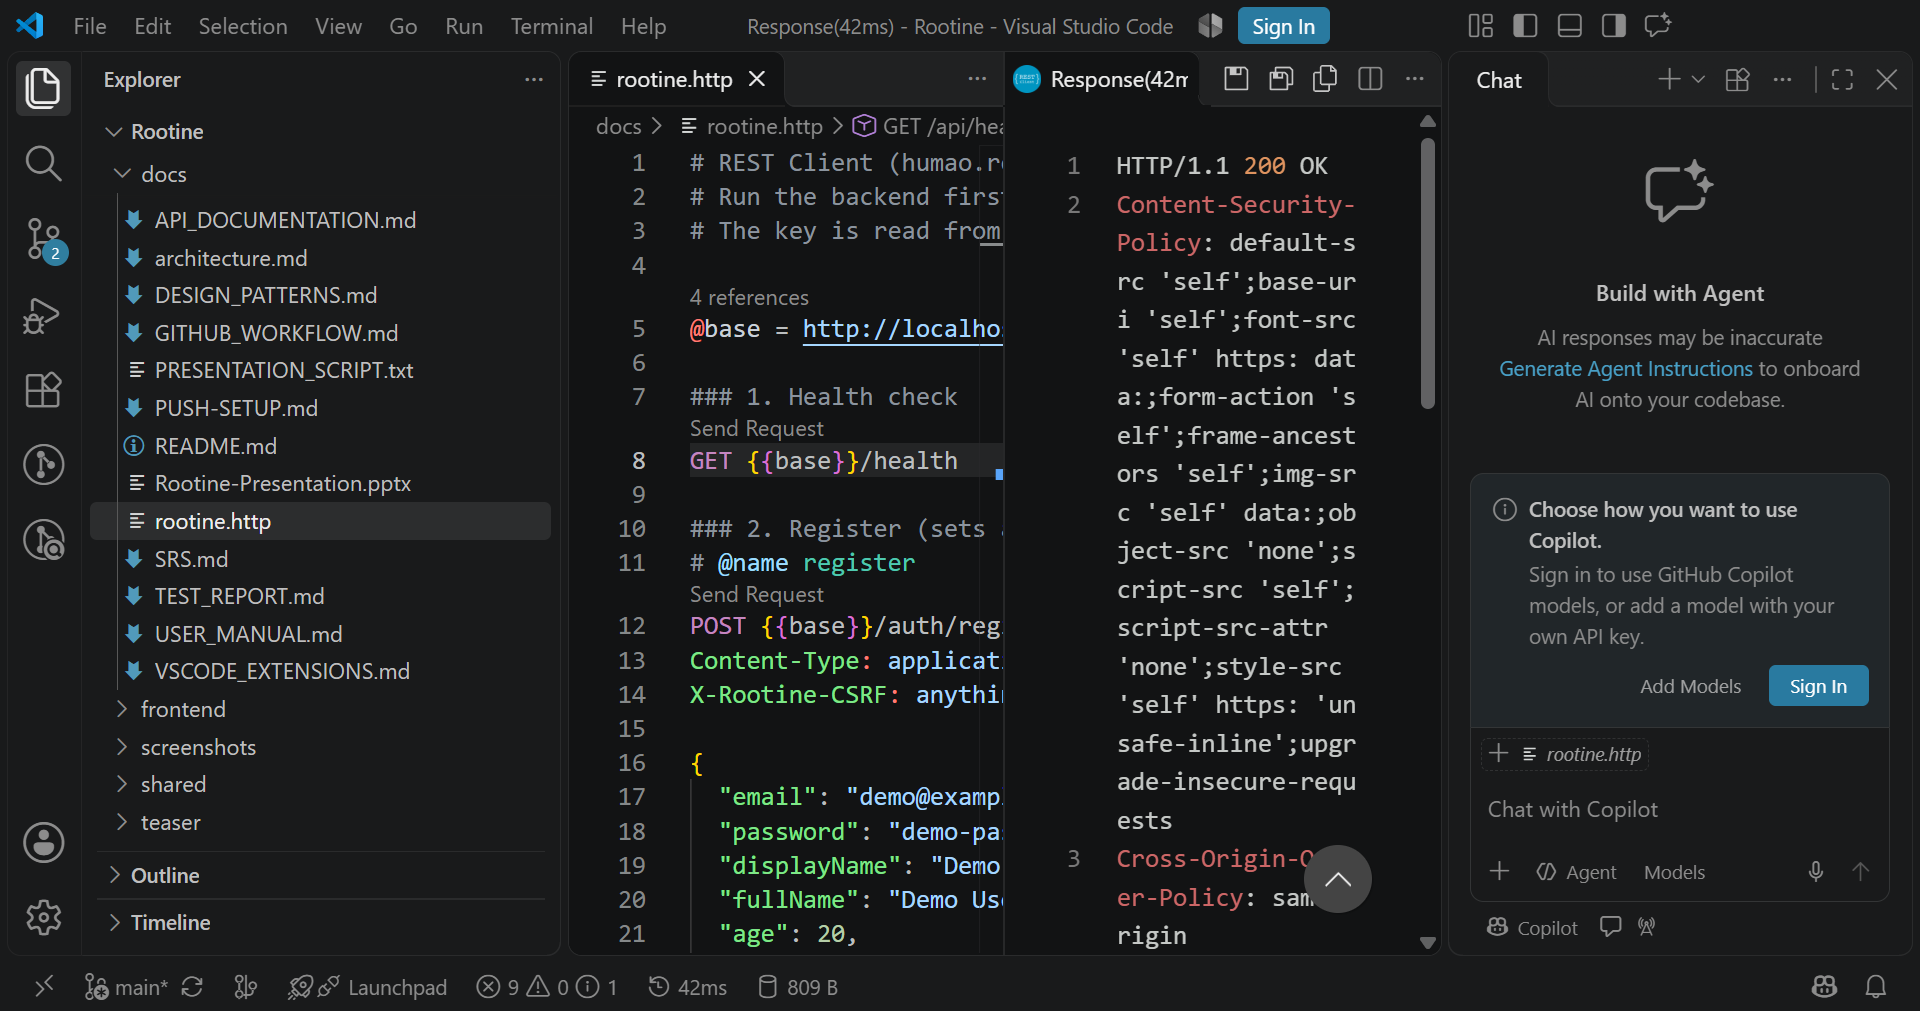 File Edit Selection View Go Run Terminal Help
Response(42ms) - Rootine - Visual Studio Code
Sign In
Explorer
Rootine
docs
API_DOCUMENTATION.md
architecture.md
DESIGN_PATTERNS.md
GITHUB_WORKFLOW.md
PRESENTATION_SCRIPT.txt
PUSH-SETUP.md
README.md
Rootine-Presentation.pptx
rootine.http
SRS.md
TEST_REPORT.md
USER_MANUAL.md
VSCODE_EXTENSIONS.md
frontend
screenshots
shared
teaser
Outline
Timeline
2
rootine.http
docs > rootine.http > GET /api/hea
1 # REST Client (humao.r
2 # Run the backend firs
3 # The key is read from
4
4 references
5 @base = http://localho
6
7 ### 1. Health check
Send Request
8 GET {{base}}/health
9
10 ### 2. Register (sets
11 # @name register
Send Request
12 POST {{base}}/auth/reg
13 Content-Type: applicat
14 X-Rootine-CSRF: anythi
15
16 {
17 "email": "demo@examp
18 "password": "demo-pa
19 "displayName": "Demo
20 "fullName": "Demo Us
21 "age": 20,
Response(42m
1 HTTP/1.1 200 OK
2 Content-Security-
Policy: default-s
rc 'self';base-ur
i 'self';font-src
'self' https: dat
a:;form-action 's
elf';frame-ancest
ors 'self';img-sr
c 'self' data:;ob
ject-src 'none';s
cript-src 'self';
script-src-attr
'none';style-src
'self' https: 'un
safe-inline';upgr
ade-insecure-requ
ests
3 Cross-Origin-O
er-Policy: sam
rigin
Chat
Build with Agent
AI responses may be inaccurate
Generate Agent Instructions to onboard
AI onto your codebase.
Choose how you want to use
Copilot.
Sign in to use GitHub Copilot
models, or add a model with your
own API key.
Add Models Sign In
rootine.http
Chat with Copilot
Agent Models
Copilot
main* Launchpad 9 0 1 42ms 809 B